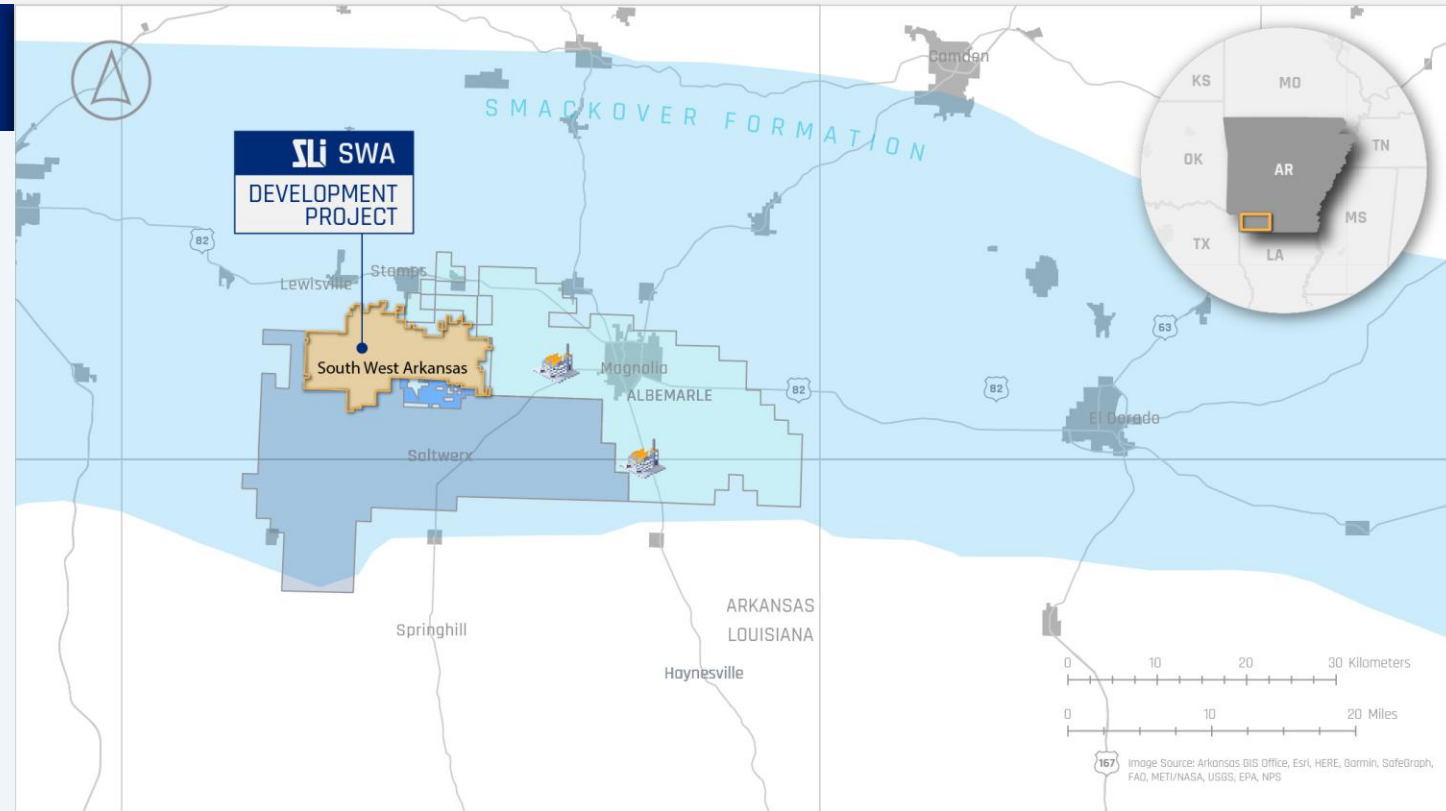 Camden
SMACKOVER FORMATION
KS
MO
OK
AR
TN
TX
MS
LA
SLi SWA
DEVELOPMENT
PROJECT
82
Lewisville
Stamps
63
South West Arkansas
Magnolia
ALBEMARLE
82
82
El Dorado
Saltwerx
ARKANSAS
LOUISIANA
Springhill
Haynesville
0 10 20 30 Kilometers
0 10 20 Miles
167
Image Source: Arkansas GIS Office, Esri, HERE, Garmin, SafeGraph,
FAO, METI/NASA, USGS, EPA, NPS